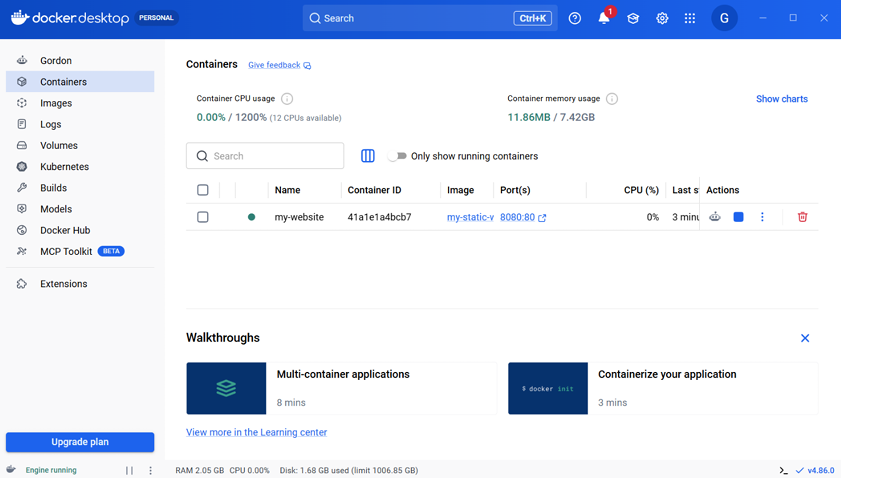 docker.desktop PERSONAL Search Ctrl+K 1 G
Gordon
Containers
Images
Logs
Volumes
Kubernetes
Builds
Models
Docker Hub
MCP Toolkit BETA
Extensions
Upgrade plan
Containers Give feedback
Container CPU usage
0.00% / 1200% (12 CPUs available)
Container memory usage
11.86MB / 7.42GB
Show charts
Search Only show running containers
Name Container ID Image Port(s) CPU (%) Last s Actions
my-website 41a1e1a4bcb7 my-static-v 8080:80 0% 3 minu
Walkthroughs
Multi-container applications
8 mins
$ docker init
Containerize your application
3 mins
View more in the Learning center
Engine running RAM 2.05 GB CPU 0.00% Disk: 1.68 GB used (limit 1006.85 GB) v4.86.0